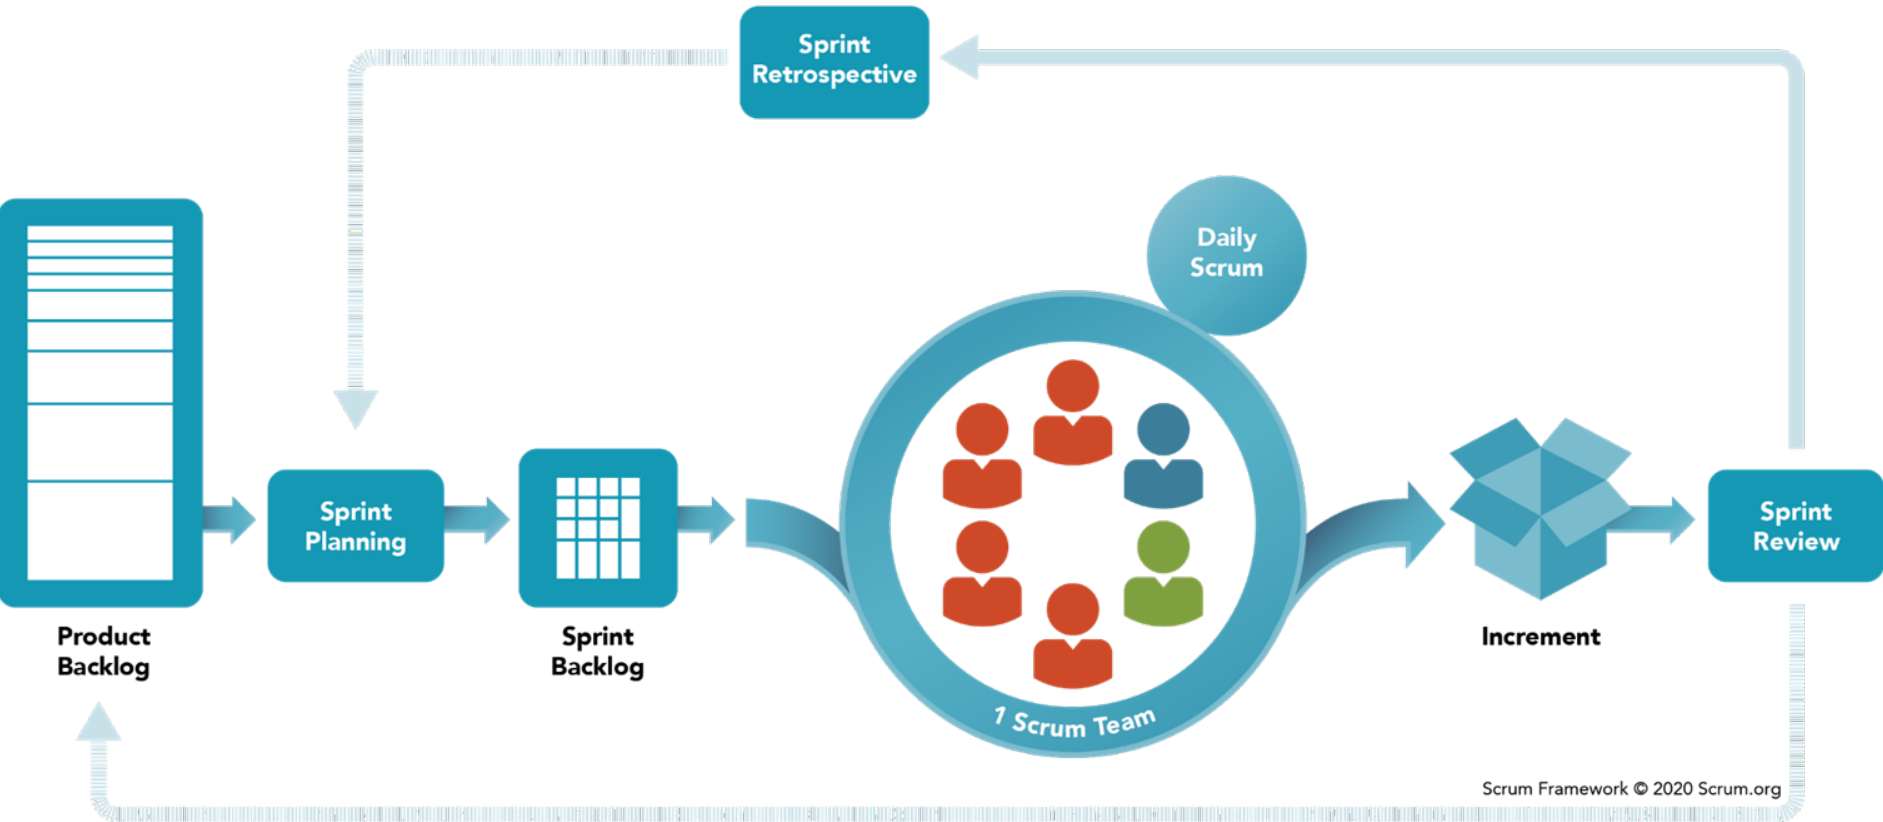 Sprint
Retrospective
Daily
Scrum
Sprint
Planning
Sprint
Review
Product
Backlog
Sprint
Backlog
Increment
1 Scrum Team
Scrum Framework © 2020 Scrum.org